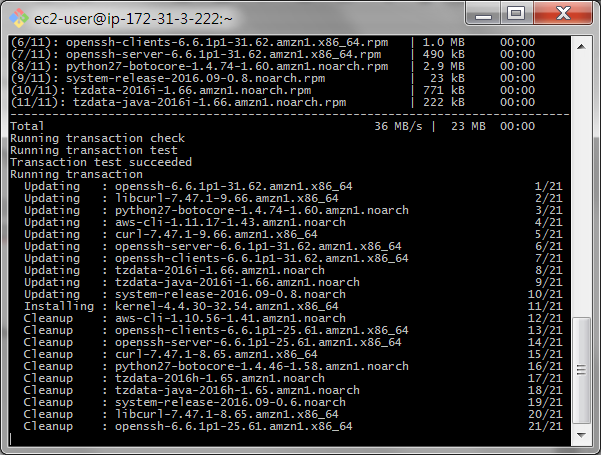 ec2-user@ip-172-31-3-222:~
(6/11): openssh-clients-6.6.1p1-31.62.amzn1.x86_64.rpm | 1.0 MB 00:00
(7/11): openssh-server-6.6.1p1-31.62.amzn1.x86_64.rpm | 490 kB 00:00
(8/11): python27-botocore-1.4.74-1.60.amzn1.noarch.rpm | 2.9 MB 00:00
(9/11): system-release-2016.09-0.8.noarch.rpm | 23 kB 00:00
(10/11): tzdata-2016i-1.66.amzn1.noarch.rpm | 771 kB 00:00
(11/11): tzdata-java-2016i-1.66.amzn1.noarch.rpm | 222 kB 00:00
--------------------------------------------------------------------------------
Total 36 MB/s | 23 MB 00:00
Running transaction check
Running transaction test
Transaction test succeeded
Running transaction
Updating : openssh-6.6.1p1-31.62.amzn1.x86_64 1/21
Updating : libcurl-7.47.1-9.66.amzn1.x86_64 2/21
Updating : python27-botocore-1.4.74-1.60.amzn1.noarch 3/21
Updating : aws-cli-1.11.17-1.43.amzn1.noarch 4/21
Updating : curl-7.47.1-9.66.amzn1.x86_64 5/21
Updating : openssh-server-6.6.1p1-31.62.amzn1.x86_64 6/21
Updating : openssh-clients-6.6.1p1-31.62.amzn1.x86_64 7/21
Updating : tzdata-2016i-1.66.amzn1.noarch 8/21
Updating : tzdata-java-2016i-1.66.amzn1.noarch 9/21
Updating : system-release-2016.09-0.8.noarch 10/21
Installing : kernel-4.4.30-32.54.amzn1.x86_64 11/21
Cleanup : aws-cli-1.10.56-1.41.amzn1.noarch 12/21
Cleanup : openssh-clients-6.6.1p1-25.61.amzn1.x86_64 13/21
Cleanup : openssh-server-6.6.1p1-25.61.amzn1.x86_64 14/21
Cleanup : curl-7.47.1-8.65.amzn1.x86_64 15/21
Cleanup : python27-botocore-1.4.46-1.58.amzn1.noarch 16/21
Cleanup : tzdata-2016h-1.65.amzn1.noarch 17/21
Cleanup : tzdata-java-2016h-1.65.amzn1.noarch 18/21
Cleanup : system-release-2016.09-0.6.noarch 19/21
Cleanup : libcurl-7.47.1-8.65.amzn1.x86_64 20/21
Cleanup : openssh-6.6.1p1-25.61.amzn1.x86_64 21/21